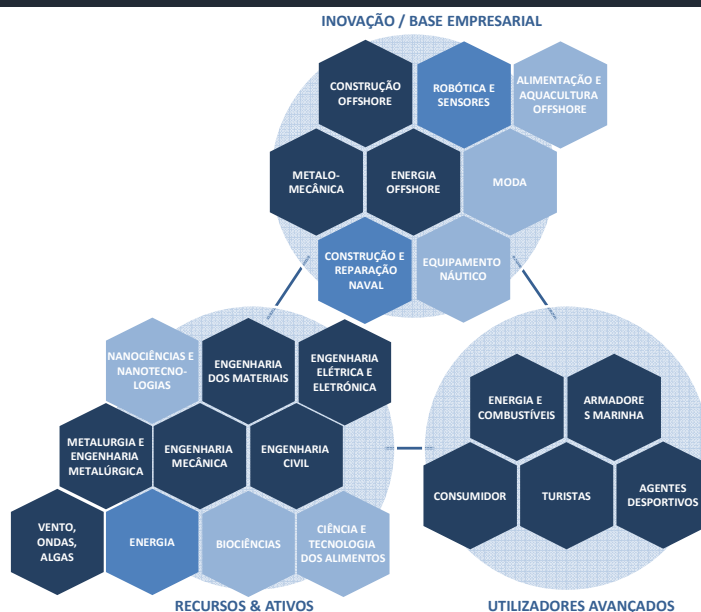 INOVAÇÃO / BASE EMPRESARIAL
CONSTRUÇÃO
OFFSHORE
ROBÓTICA E
SENSORES
ALIMENTAÇÃO E
AQUACULTURA
OFFSHORE
METALO-
MECÂNICA
ENERGIA
OFFSHORE
MODA
CONSTRUÇÃO E
REPARAÇÃO
NAVAL
EQUIPAMENTO
NÁUTICO
NANOCIÊNCIAS E
NANOTECNO-
LOGIAS
ENGENHARIA
DOS MATERIAIS
ENGENHARIA
ELÉTRICA E
ELETRÓNICA
METALURGIA E
ENGENHARIA
METALÚRGICA
ENGENHARIA
MECÂNICA
ENGENHARIA
CIVIL
VENTO,
ONDAS,
ALGAS
ENERGIA
BIOCIÊNCIAS
CIÊNCIA E
TECNOLOGIA
DOS ALIMENTOS
RECURSOS & ATIVOS
ENERGIA E
COMBUSTÍVEIS
ARMADORE
S MARINHA
CONSUMIDOR
TURISTAS
AGENTES
DESPORTIVOS
UTILIZADORES AVANÇADOS